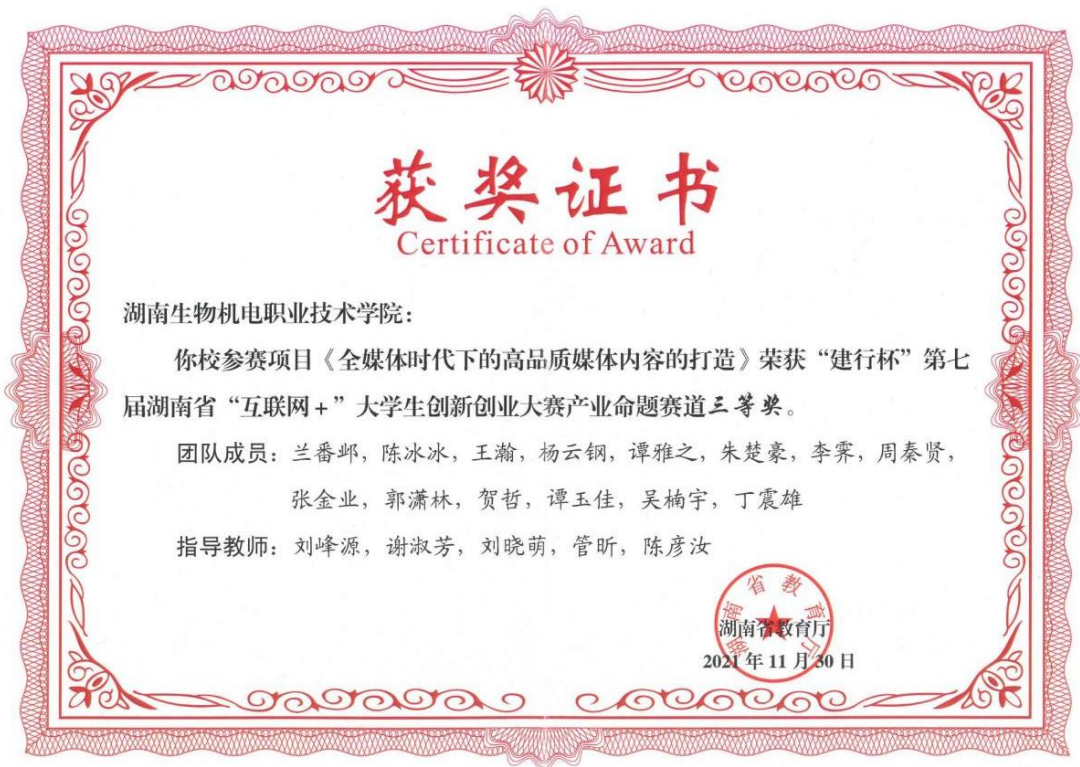 获奖证书
Certificate of Award
湖南生物机电职业技术学院：
你校参赛项目《全媒体时代下的高品质媒体内容的打造》荣获“建行杯”第七
届湖南省“互联网+”大学生创新创业大赛产业命题赛道三等奖。
团队成员：兰番邺，陈冰冰，王瀚，杨云钢，谭雅之，朱楚豪，李霁，周秦贤，
张金业，郭潇林，贺哲，谭玉佳，吴楠宇，丁震雄
指导教师：刘峰源，谢淑芳，刘晓萌，管昕，陈彦汝
湖南省教育厅
湖南省教育厅
2021年11月30日